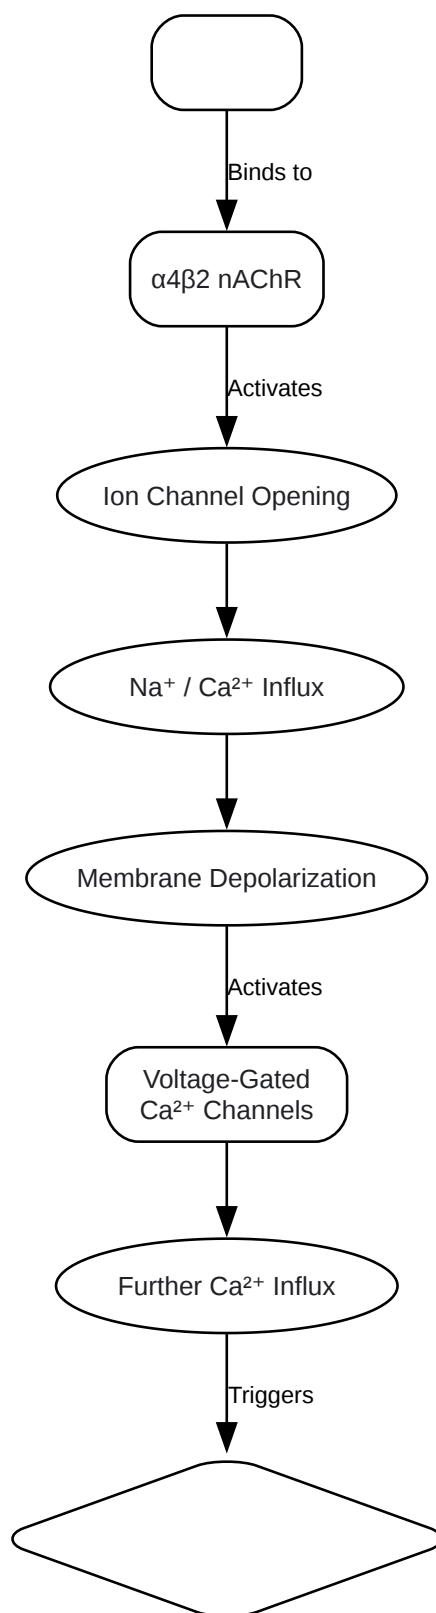 Binds to
α4β2 nAChR
Activates
Ion Channel Opening
Na⁺ / Ca²⁺ Influx
Membrane Depolarization
Activates
Voltage-Gated
Ca²⁺ Channels
Further Ca²⁺ Influx
Triggers